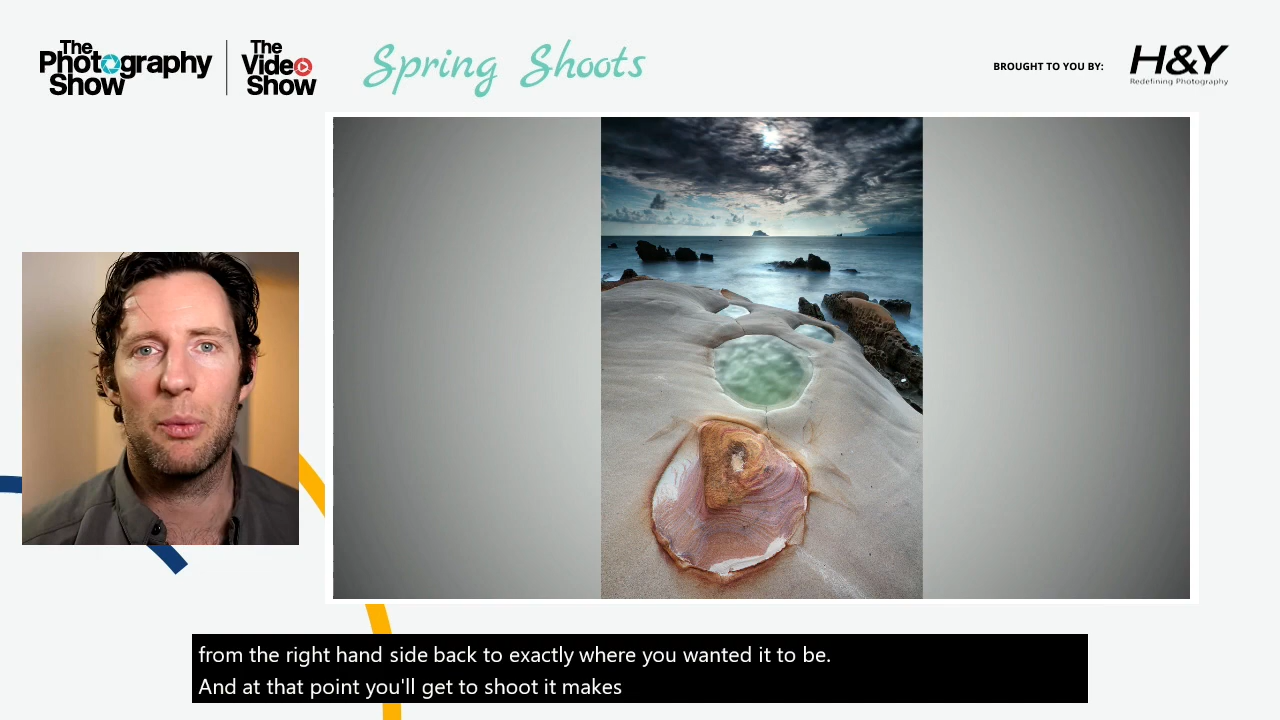 The
Photography
Show
The
Video
Show
Spring Shoots
BROUGHT TO YOU BY:
H&Y
Redefining Photography
from the right hand side back to exactly where you wanted it to be.
And at that point you'll get to shoot it makes